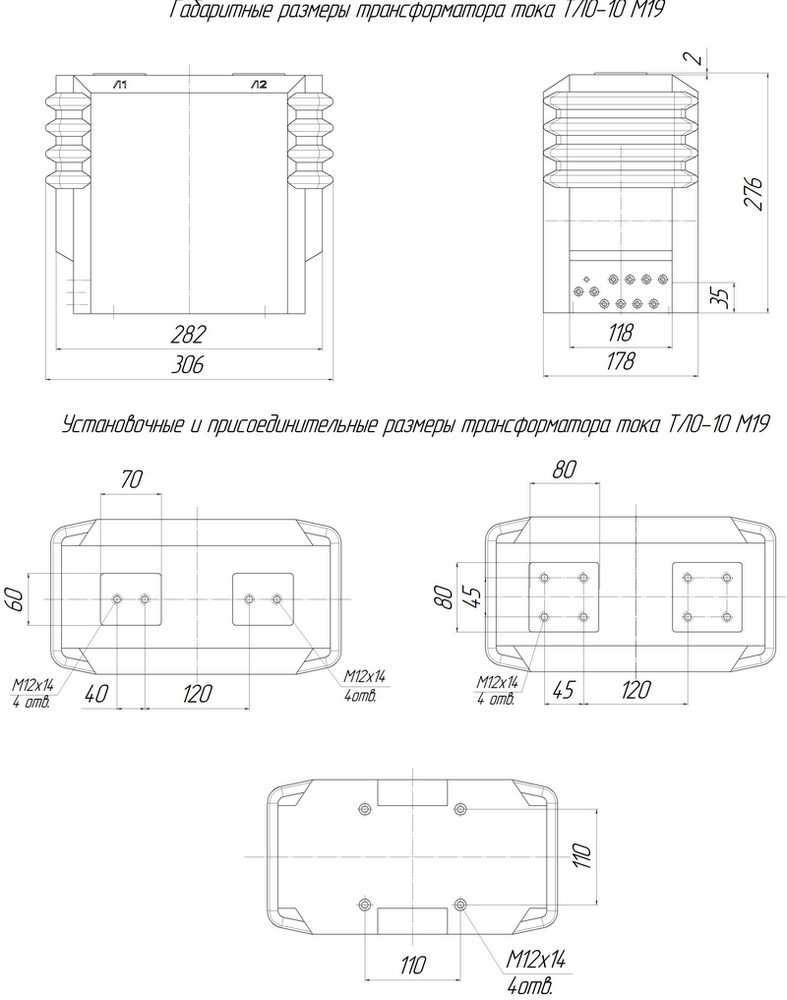 Габаритные размеры трансформатора тока ТЛО-10 М19
Л1
Л2
2
276
35
282
306
118
178
Установочные и присоединительные размеры трансформатора тока ТЛО-10 М19
70
60
М12х14
4 отв.
40
120
М12х14
4отв.
80
80
45
М12х14
4 отв.
45
120
110
110
М12х14
4отв.